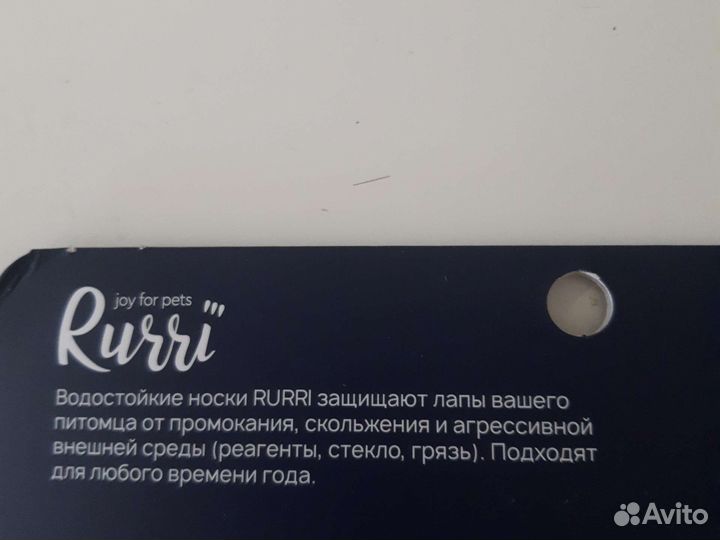 joy for pets
Rurri
Водостойкие носки RURRI защищают лапы вашего
питомца от промокания, скольжения и агрессивной
внешней среды (реагенты, стекло, грязь). Подходят
для любого времени года.
Avito